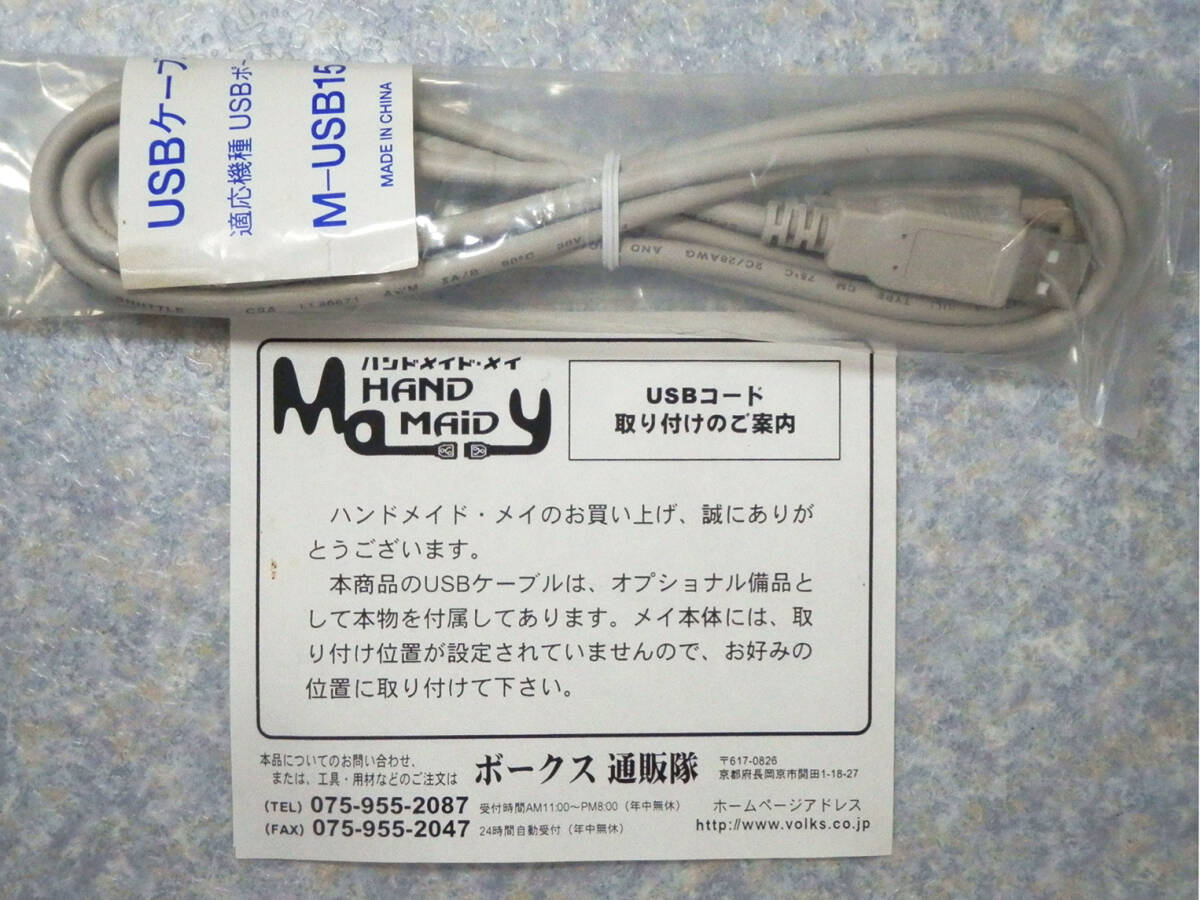 USBケーブ
適応機種 USBポー
M-USB15
MADE IN CHINA
AND
2C/28AWG
75°C
CM
TYPE
ハンドメイド・メイ
HAND
MAiD
May
USBコード
取り付けのご案内
ハンドメイド・メイのお買い上げ、誠にありが
とうございます。
本商品のUSBケーブルは、オプショナル備品と
して本物を付属してあります。メイ本体には、取
り付け位置が設定されていませんので、お好みの
位置に取り付けて下さい。
本品についてのお問い合わせ、
または、工具・用材などのご注文は
ボークス 通販隊
〒617-0826
京都府長岡京市開田1-18-27
(TEL) 075-955-2087 受付時間AM11:00～PM8:00（年中無休）
(FAX) 075-955-2047 24時間自動受付（年中無休）
ホームページアドレス
http://www.volks.co.jp